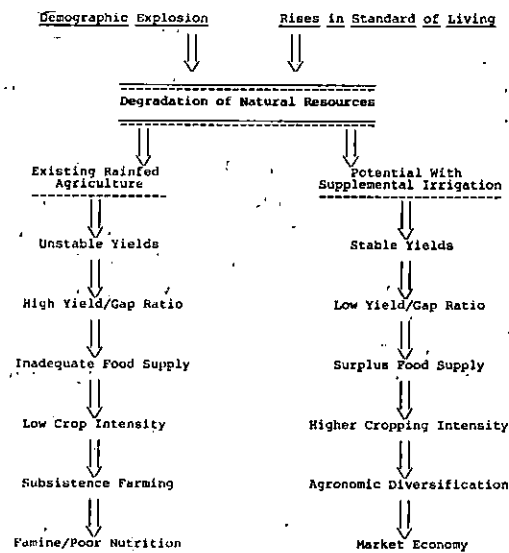 Demographic Explosion
Rises in Standard of Living
Degradation of Natural Resources
Existing Rainfed
Agriculture
Potential With
Supplemental Irrigation
Unstable Yields
Stable Yields
High Yield/Gap Ratio
Low Yield/Gap Ratio
Inadequate Food Supply
Surplus Food Supply
Low Crop Intensity
Higher Cropping Intensity
Subsistence Farming
Agronomic Diversification
Famine/Poor Nutrition
Market Economy